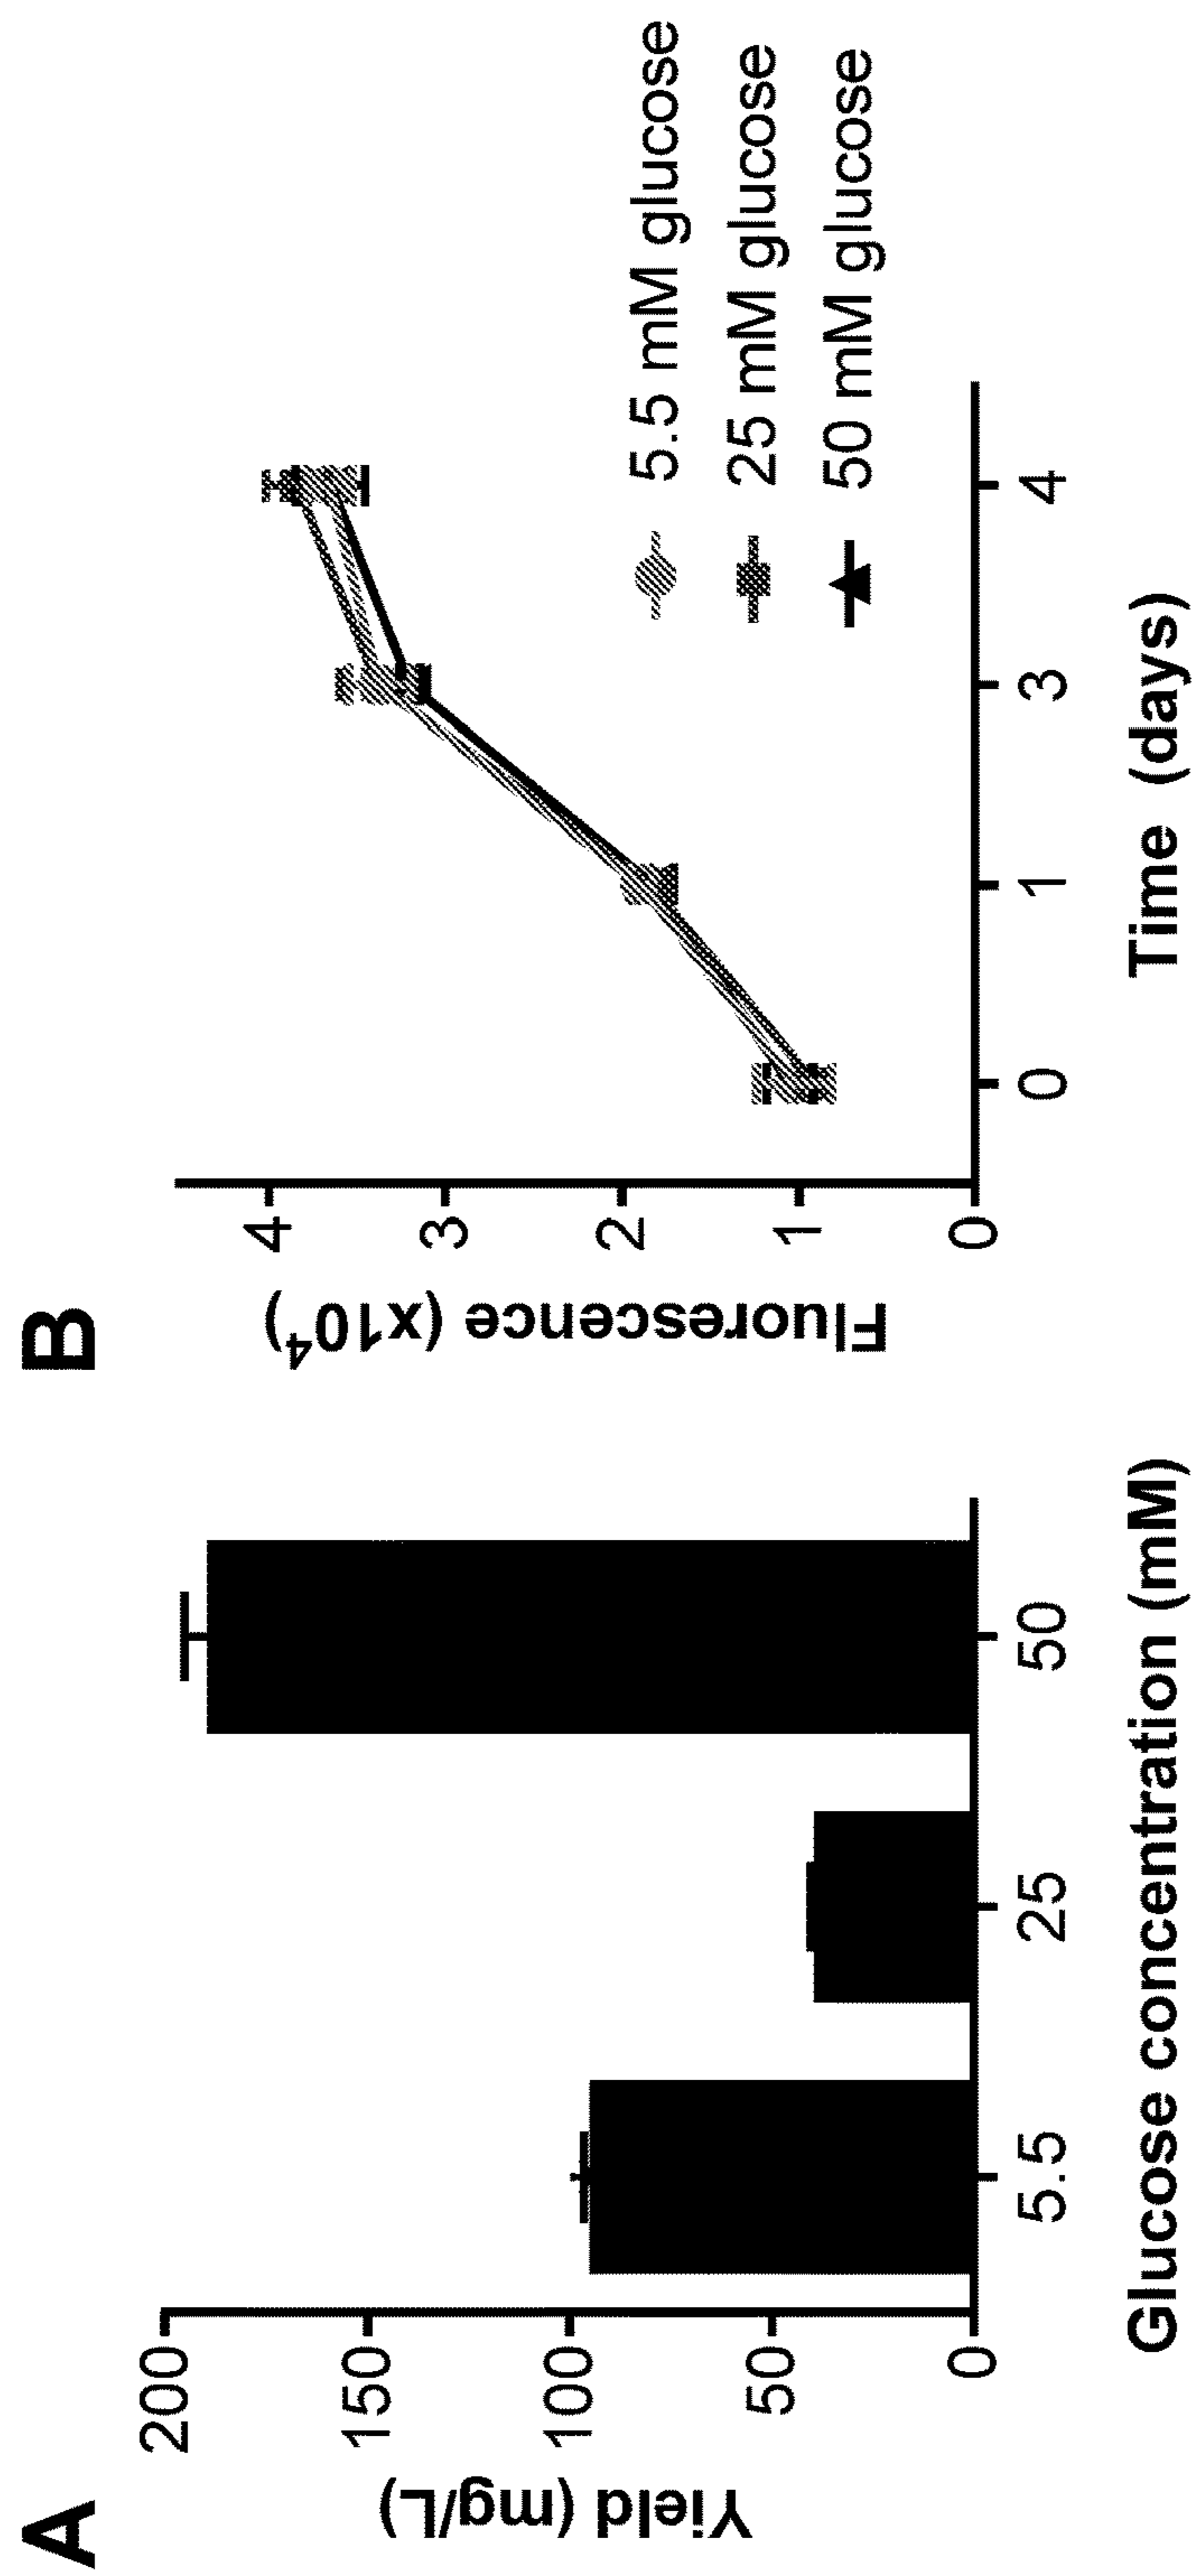 A
Yield (mg/L)
200
150
100
50
0
5.5
25
50
Glucose concentration (mM)
B
Fluorescence (x10⁴)
4
3
2
1
0
0
1
3
4
Time (days)
5.5 mM glucose
25 mM glucose
50 mM glucose